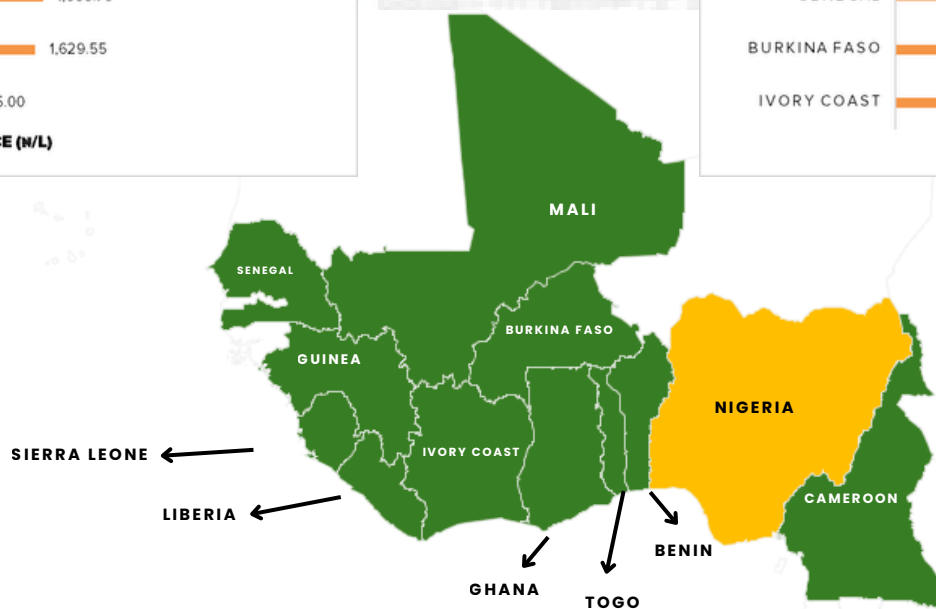 1,629.55
BURKINA FASO
IVORY COAST
CE (₦/L)
MALI
SENEGAL
BURKINA FASO
GUINEA
NIGERIA
IVORY COAST
SIERRA LEONE
CAMEROON
LIBERIA
BENIN
GHANA
TOGO